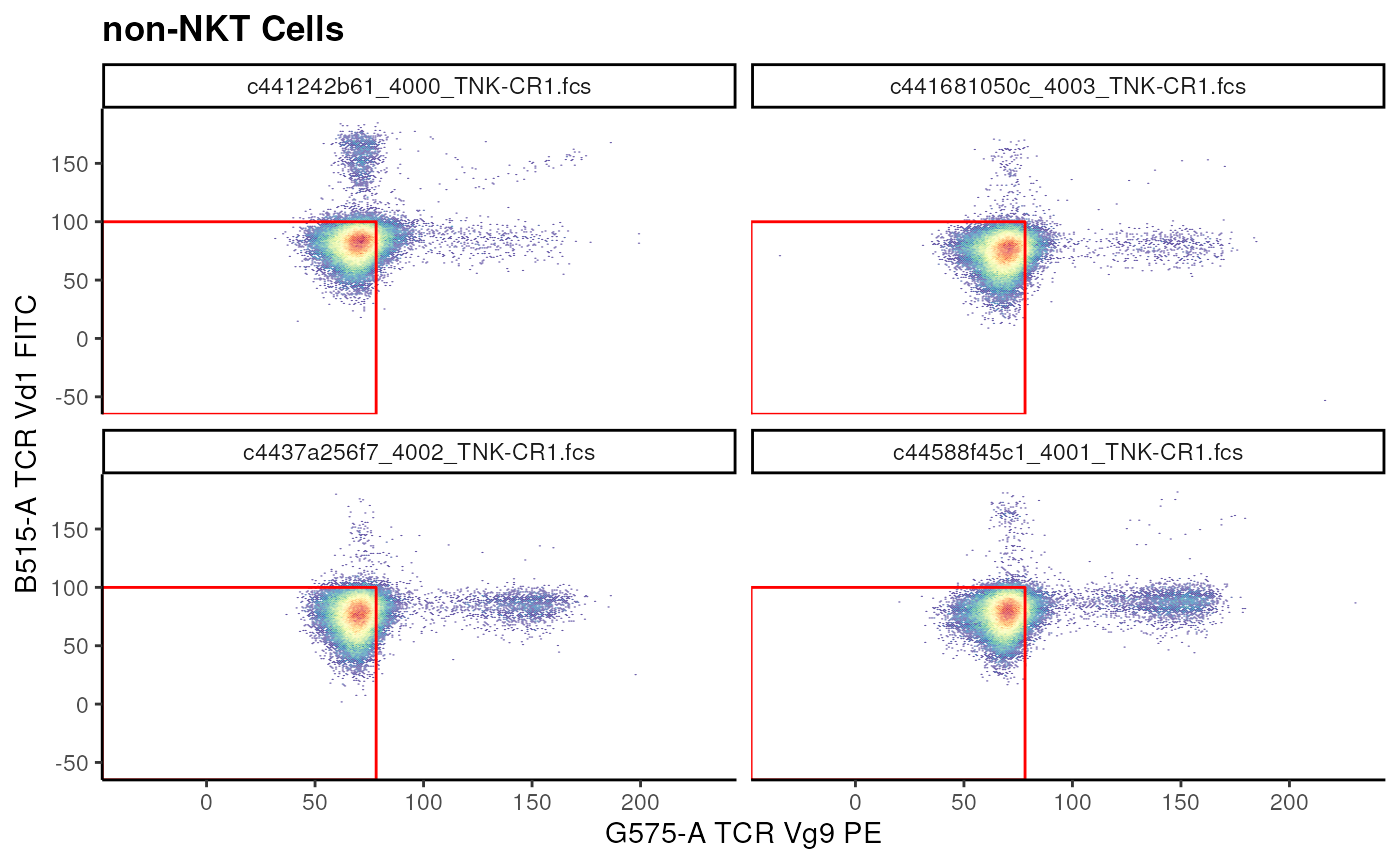 non-NKT Cells
c441242b61_4000_TNK-CR1.fcs
c441681050c_4003_TNK-CR1.fcs
150
100
50
0
-50
c4437a256f7_4002_TNK-CR1.fcs
c44588f45c1_4001_TNK-CR1.fcs
150
100
50
0
-50
0 50 100 150 200
0 50 100 150 200
G575-A TCR Vg9 PE
B515-A TCR Vd1 FITC